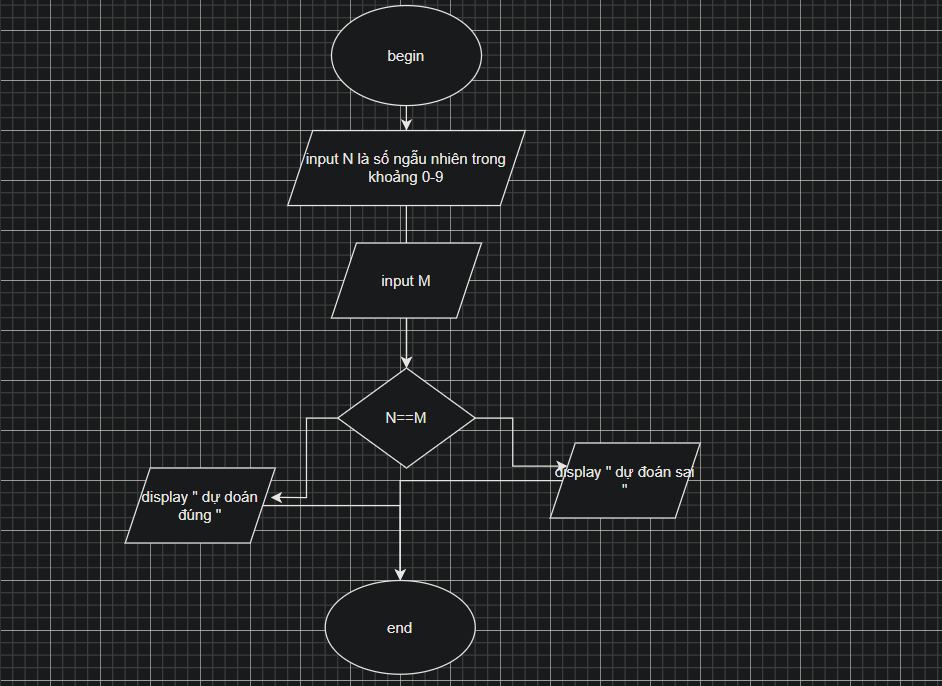 begin
input N là số ngẫu nhiên trong
khoảng 0-9
input M
N==M
display " dự đoán sai
"
display " dự doán
đúng "
end